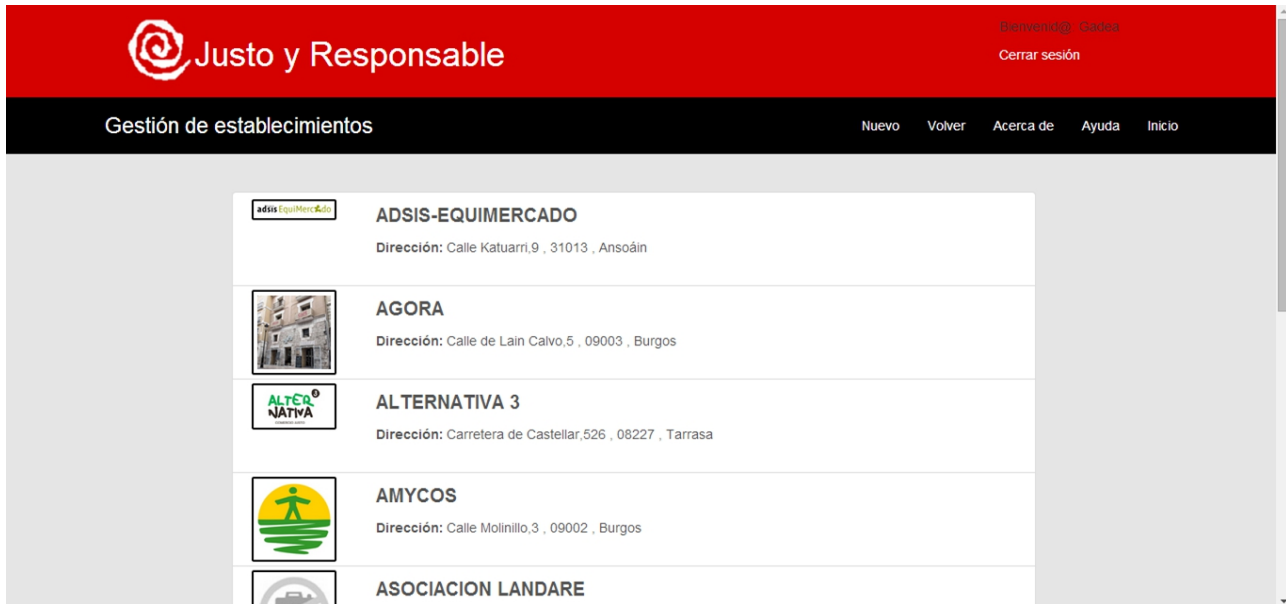 Justo y Responsable
Bienvenid@: Gadea
Cerrar sesión
Gestión de establecimientos
Nuevo Volver Acerca de Ayuda Inicio
adsis EquiMercado
ADSIS-EQUIMERCADO
Dirección: Calle Katuarri,9 , 31013 , Ansoáin
AGORA
Dirección: Calle de Lain Calvo,5 , 09003 , Burgos
ALTERNATIVA 3
ALTERNATIVA 3
Dirección: Carretera de Castellar,526 , 08227 , Tarrasa
AMYCOS
Dirección: Calle Molinillo,3 , 09002 , Burgos
ASOCIACION LANDARE